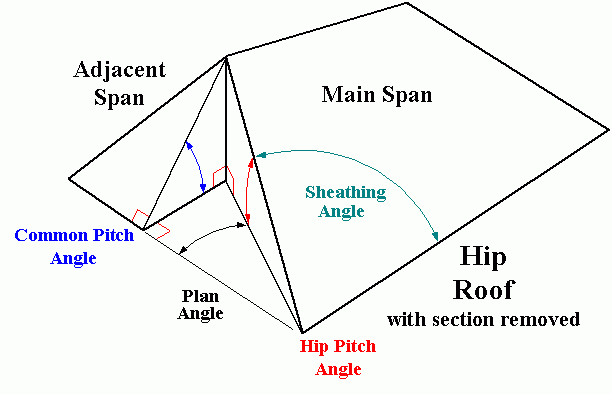 Adjacent
Span
Main Span
Sheathing
Angle
Common Pitch
Angle
Plan
Angle
Hip
Roof
with section removed
Hip Pitch
Angle